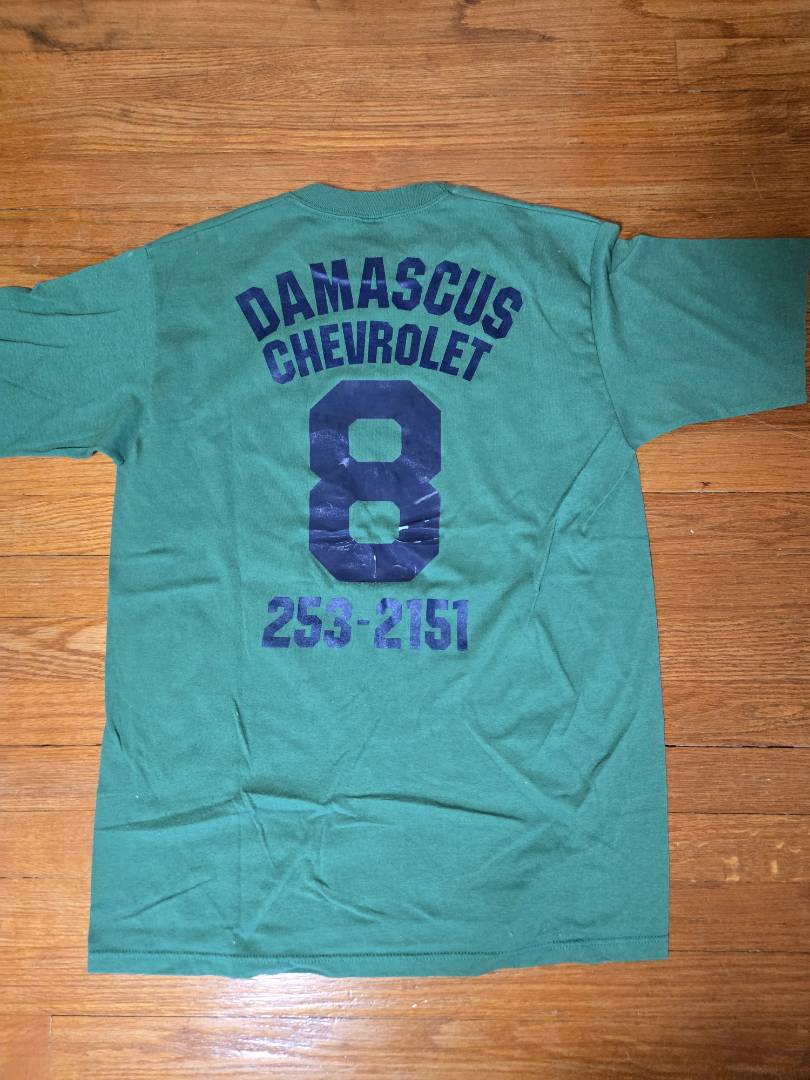 DAMASCUS
CHEVROLET
8
253-2151